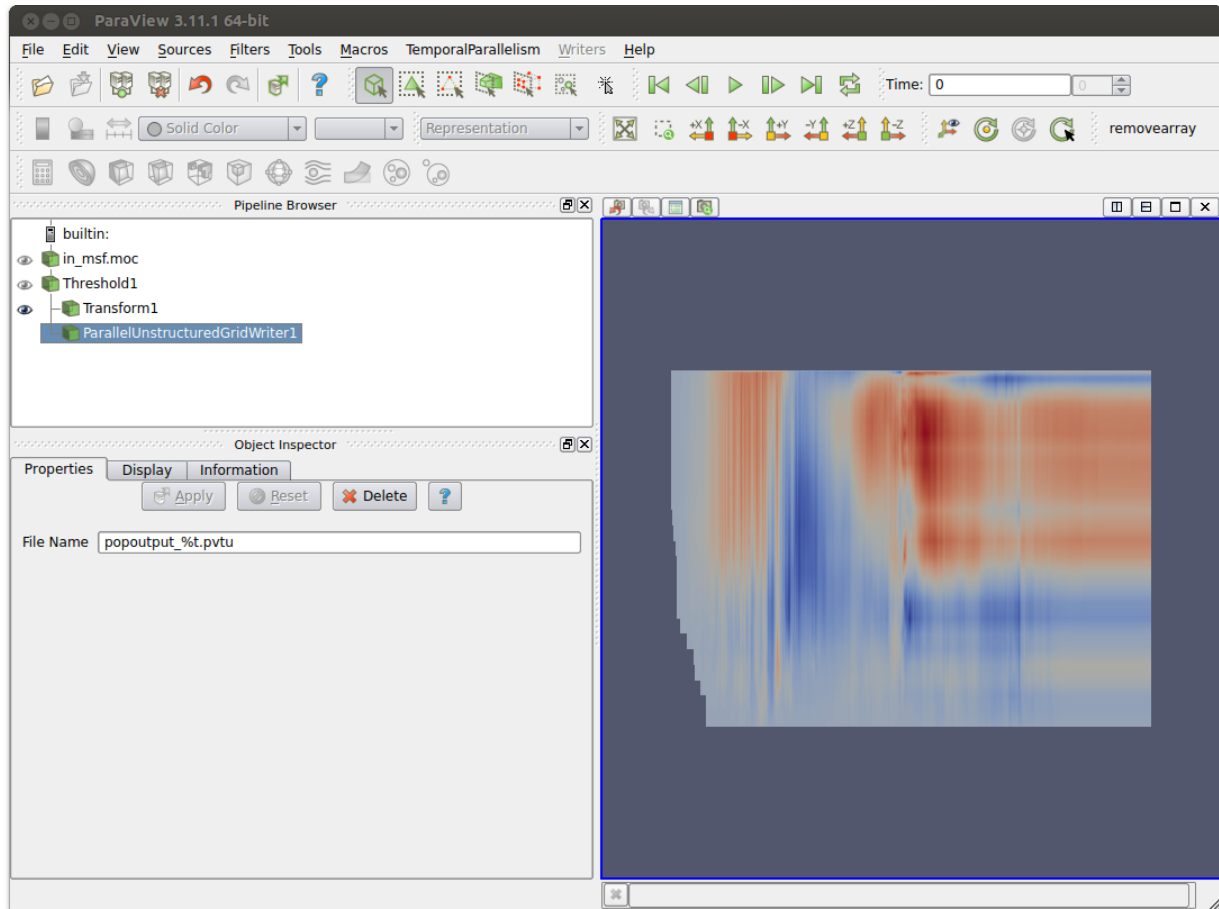 ParaView 3.11.1 64-bit
File Edit View Sources Filters Tools Macros TemporalParallelism Writers Help
Time: 0 0
Solid Color Representation +X -X +Y -Y +Z -Z removearray
Pipeline Browser
builtin:
in_msf.moc
Threshold1
Transform1
ParallelUnstructuredGridWriter1
Object Inspector
Properties Display Information
Apply Reset Delete ?
File Name popoutput_%t.pvtu